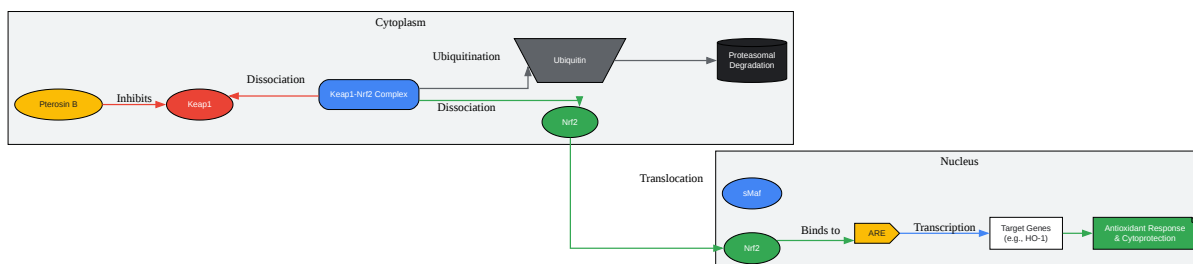 Cytoplasm
Pterosin B
Inhibits
Keap1
Dissociation
Keap1-Nrf2 Complex
Ubiquitination
Ubiquitin
Proteasomal
Degradation
Dissociation
Nrf2
Translocation
Nucleus
sMaf
Nrf2
Binds to
ARE
Transcription
Target Genes
(e.g., HO-1)
Antioxidant Response
& Cytoprotection